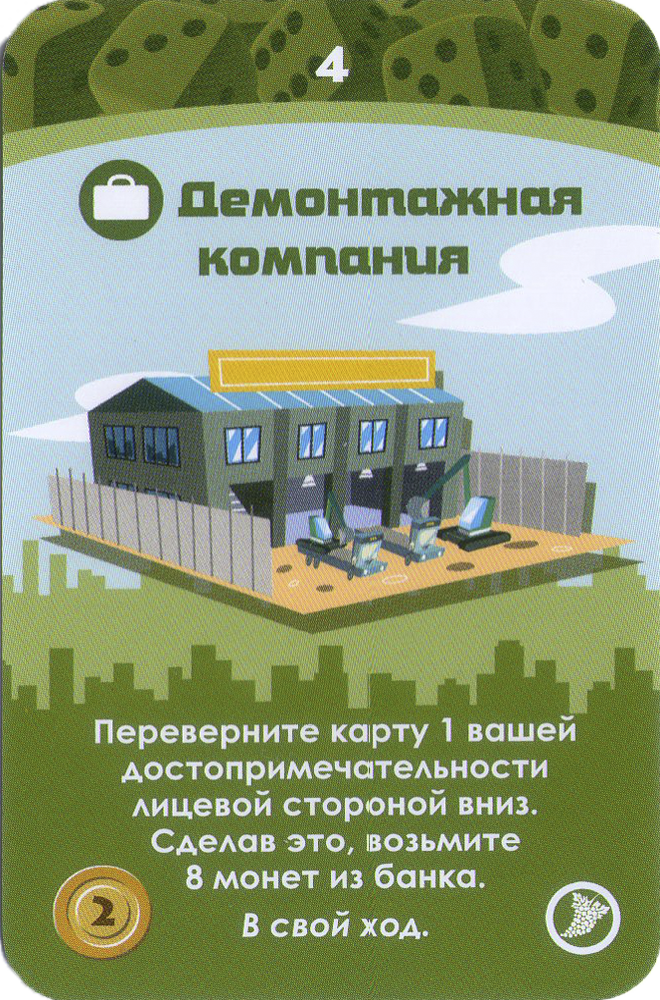 4
Демонтажная
компания
Переверните карту 1 вашей
достопримечательности
лицевой стороной вниз.
Сделав это, возьмите
8 монет из банка.
2
В свой ход.